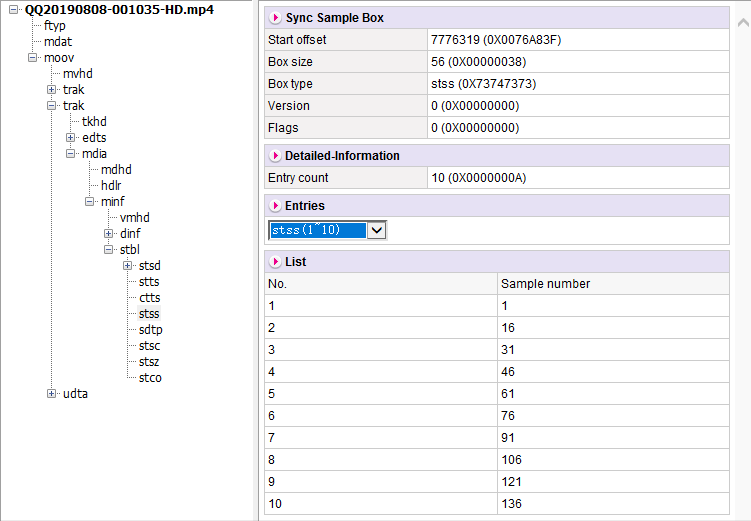 QQ20190808-001035-HD.mp4
ftyp
mdat
moov
mvhd
trak
trak
tkhd
edts
mdia
mdhd
hdlr
minf
vmhd
dinf
stbl
stsd
stts
ctts
stss
sdtp
stsc
stsz
stco
udta
Sync Sample Box
Start offset 7776319 (0X0076A83F)
Box size 56 (0X00000038)
Box type stss (0X73747373)
Version 0 (0X00000000)
Flags 0 (0X00000000)
Detailed-Information
Entry count 10 (0X0000000A)
Entries
stss(1~10)
List
No. Sample number
1 1
2 16
3 31
4 46
5 61
6 76
7 91
8 106
9 121
10 136